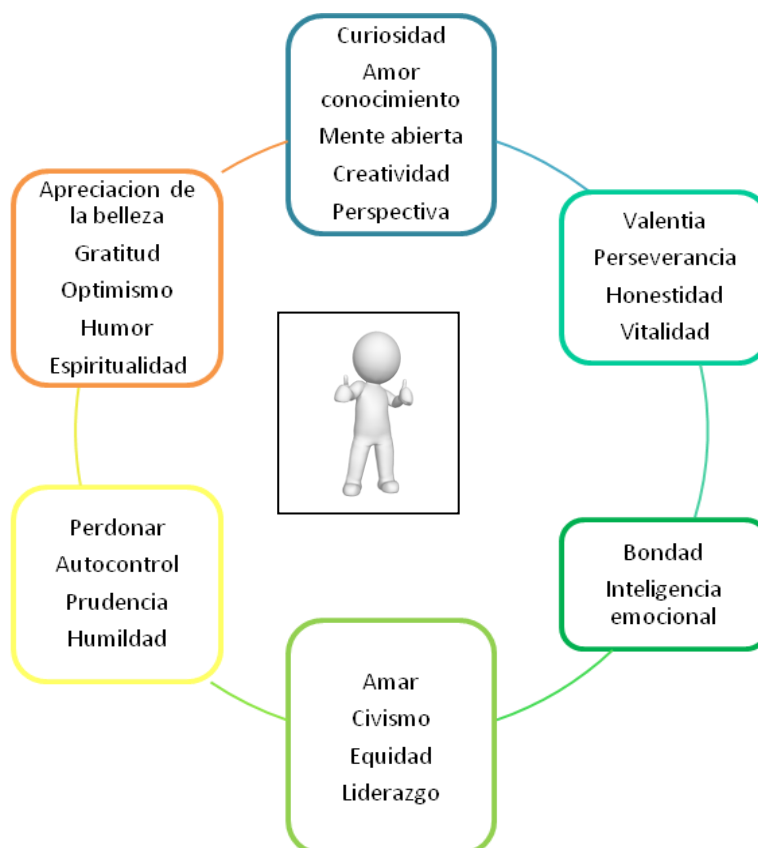 Curiosidad
Amor
conocimiento
Mente abierta
Creatividad
Perspectiva
Valentia
Perseverancia
Honestidad
Vitalidad
Bondad
Inteligencia
emocional
Amar
Civismo
Equidad
Liderazgo
Perdonar
Autocontrol
Prudencia
Humildad
Apreciacion de
la belleza
Gratitud
Optimismo
Humor
Espiritualidad